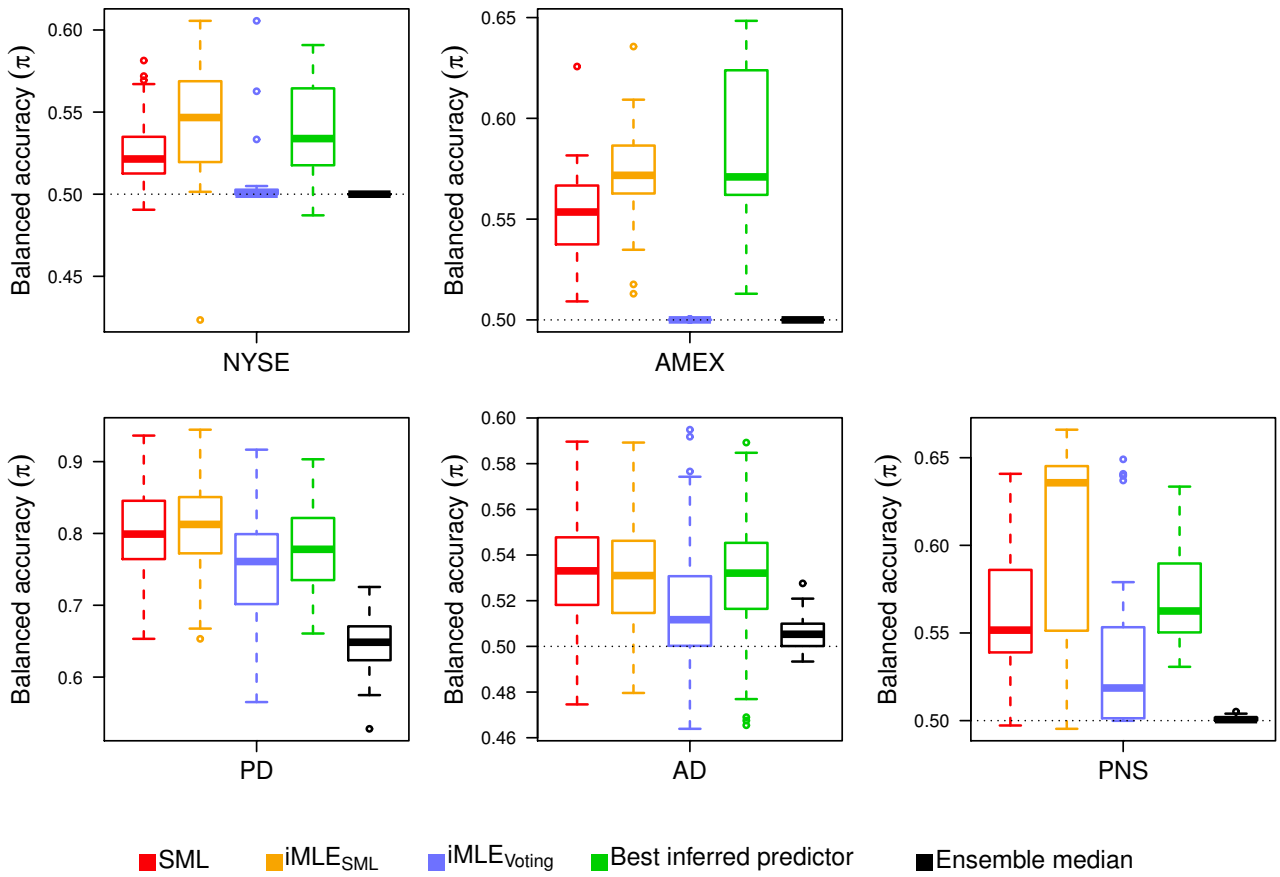 Balanced accuracy (π)
0.60
0.55
0.50
0.45
NYSE
Balanced accuracy (π)
0.65
0.60
0.55
0.50
AMEX
Balanced accuracy (π)
0.9
0.8
0.7
0.6
PD
Balanced accuracy (π)
0.60
0.58
0.56
0.54
0.52
0.50
0.48
0.46
AD
Balanced accuracy (π)
0.65
0.60
0.55
0.50
PNS
SML iMLESML iMLEVoting Best inferred predictor Ensemble median